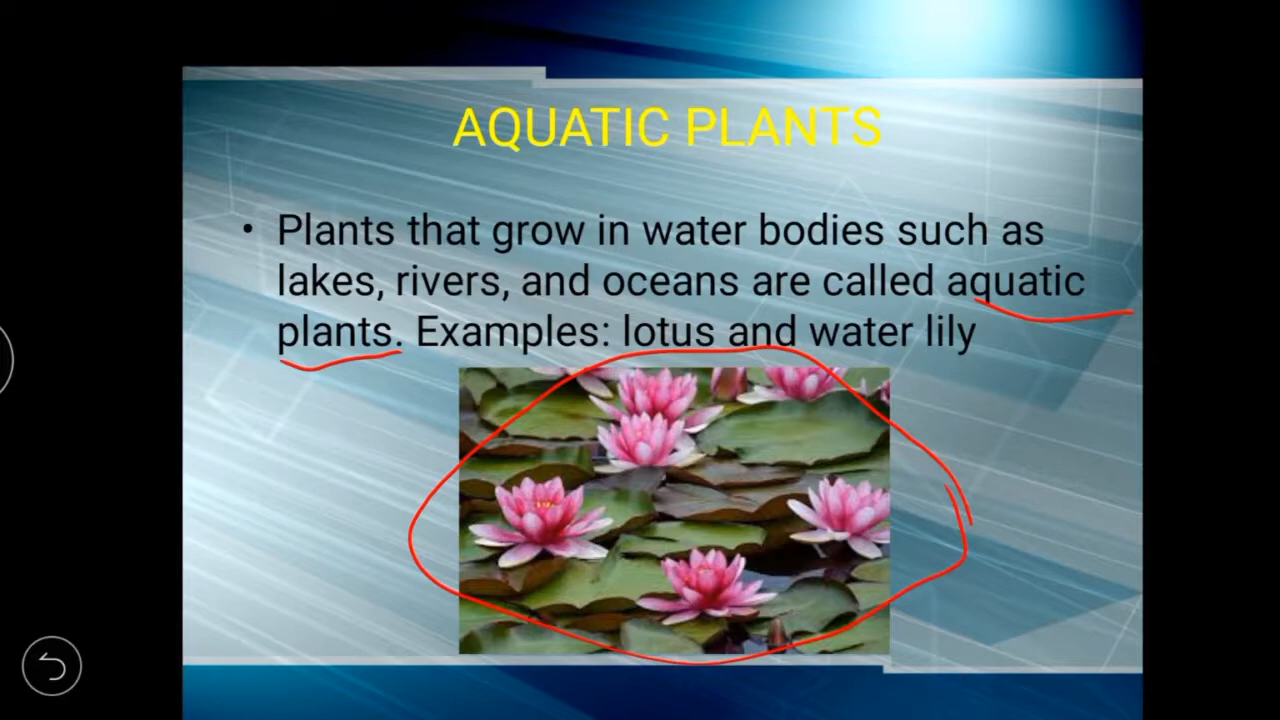 AQUATIC PLANTS
• Plants that grow in water bodies such as
lakes, rivers, and oceans are called aquatic
plants. Examples: lotus and water lily